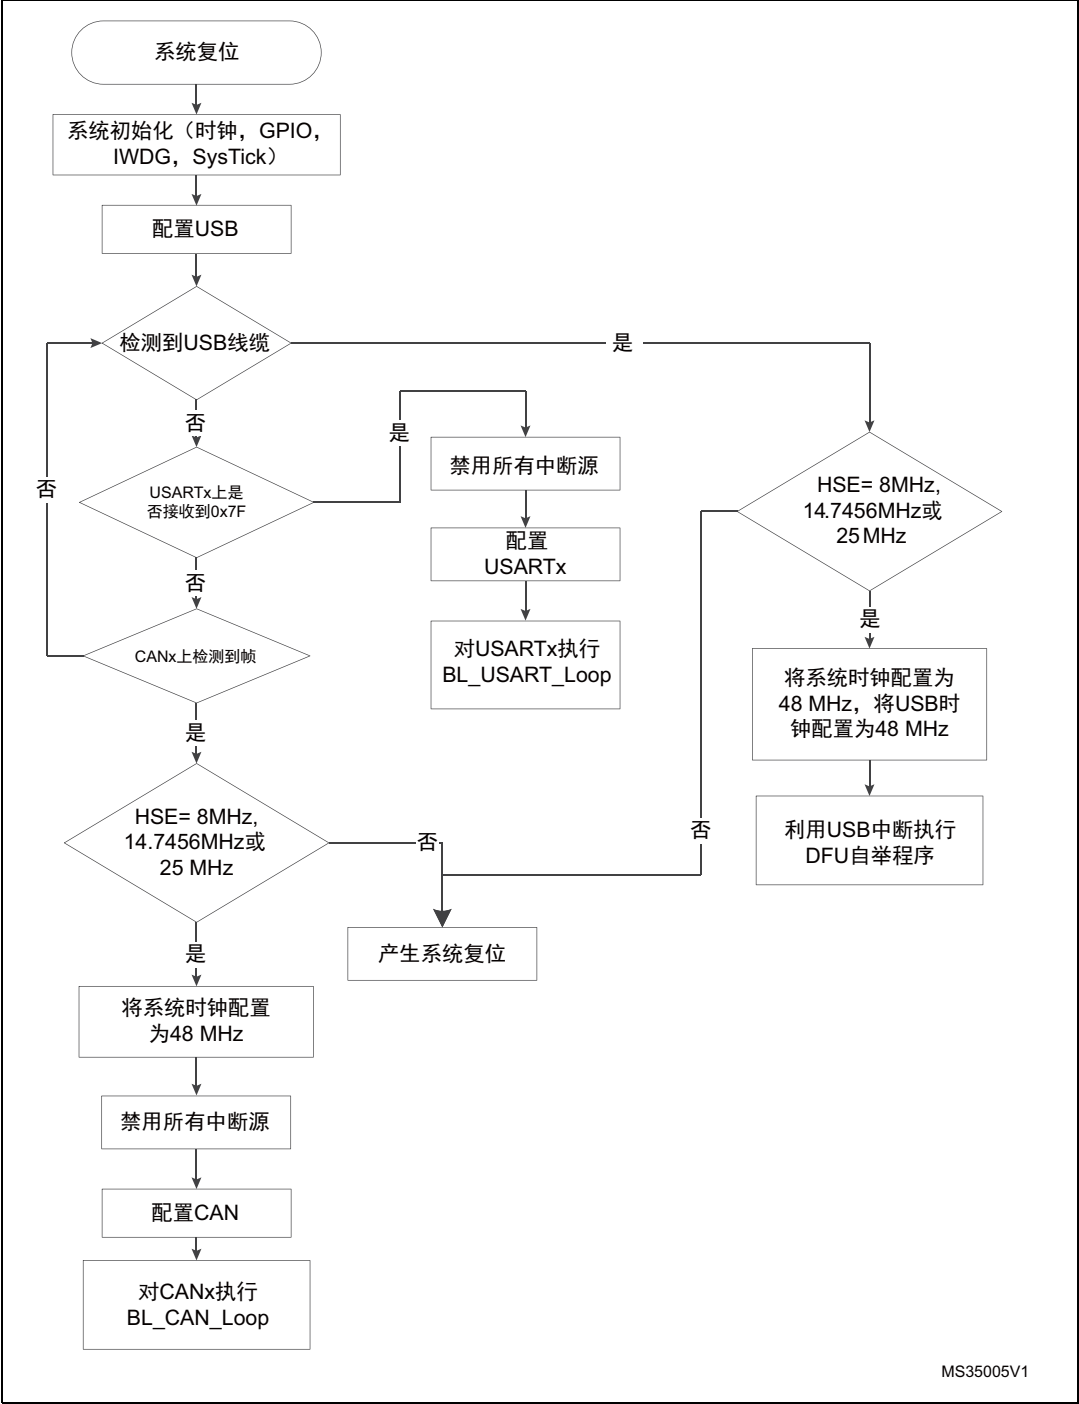 系统复位
系统初始化（时钟，GPIO，
IWDG，SysTick）
配置USB
检测到USB线缆
是
否
是
禁用所有中断源
HSE= 8MHz,
14.7456MHz或
25 MHz
否
USARTx上是
否接收到0x7F
配置
USARTx
否
是
CANx上检测到帧
对USARTx执行
BL_USART_Loop
将系统时钟配置为
48 MHz，将USB时
钟配置为48 MHz
是
HSE= 8MHz,
14.7456MHz或
25 MHz
否
否
利用USB中断执行
DFU自举程序
产生系统复位
是
将系统时钟配置
为48 MHz
禁用所有中断源
配置CAN
对CANx执行
BL_CAN_Loop
MS35005V1